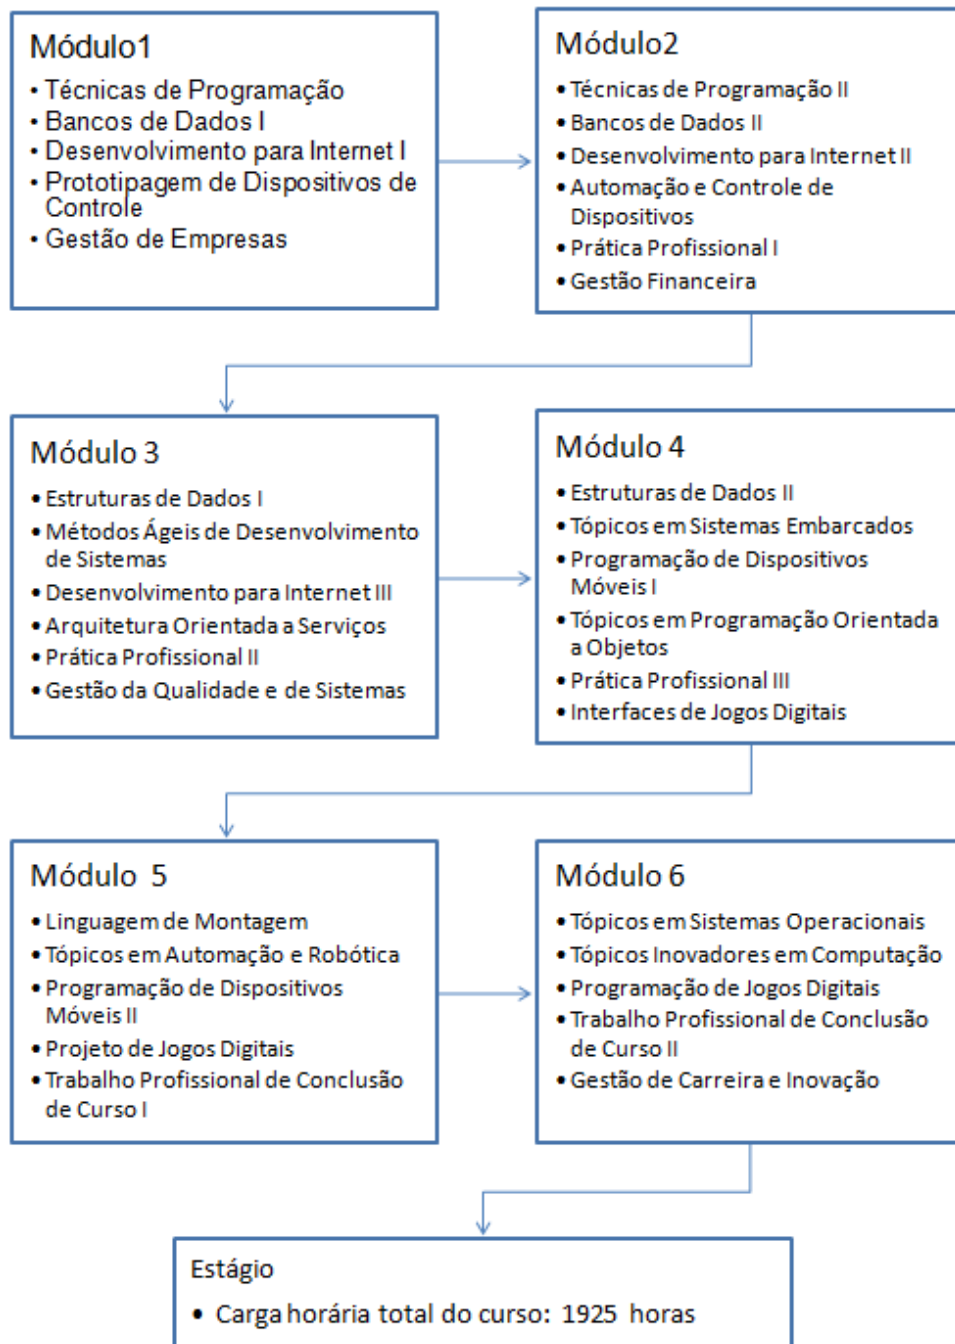 Módulo1
• Técnicas de Programação
• Bancos de Dados I
• Desenvolvimento para Internet I
• Prototipagem de Dispositivos de
Controle
• Gestão de Empresas
Módulo2
• Técnicas de Programação II
• Bancos de Dados II
• Desenvolvimento para Internet II
• Automação e Controle de
Dispositivos
• Prática Profissional I
• Gestão Financeira
Módulo 3
• Estruturas de Dados I
• Métodos Ágeis de Desenvolvimento
de Sistemas
• Desenvolvimento para Internet III
• Arquitetura Orientada a Serviços
• Prática Profissional II
• Gestão da Qualidade e de Sistemas
Módulo 4
• Estruturas de Dados II
• Tópicos em Sistemas Embarcados
• Programação de Dispositivos
Móveis I
• Tópicos em Programação Orientada
a Objetos
• Prática Profissional III
• Interfaces de Jogos Digitais
Módulo 5
• Linguagem de Montagem
• Tópicos em Automação e Robótica
• Programação de Dispositivos
Móveis II
• Projeto de Jogos Digitais
• Trabalho Profissional de Conclusão
de Curso I
Módulo 6
• Tópicos em Sistemas Operacionais
• Tópicos Inovadores em Computação
• Programação de Jogos Digitais
• Trabalho Profissional de Conclusão
de Curso II
• Gestão de Carreira e Inovação
Estágio
• Carga horária total do curso: 1925 horas